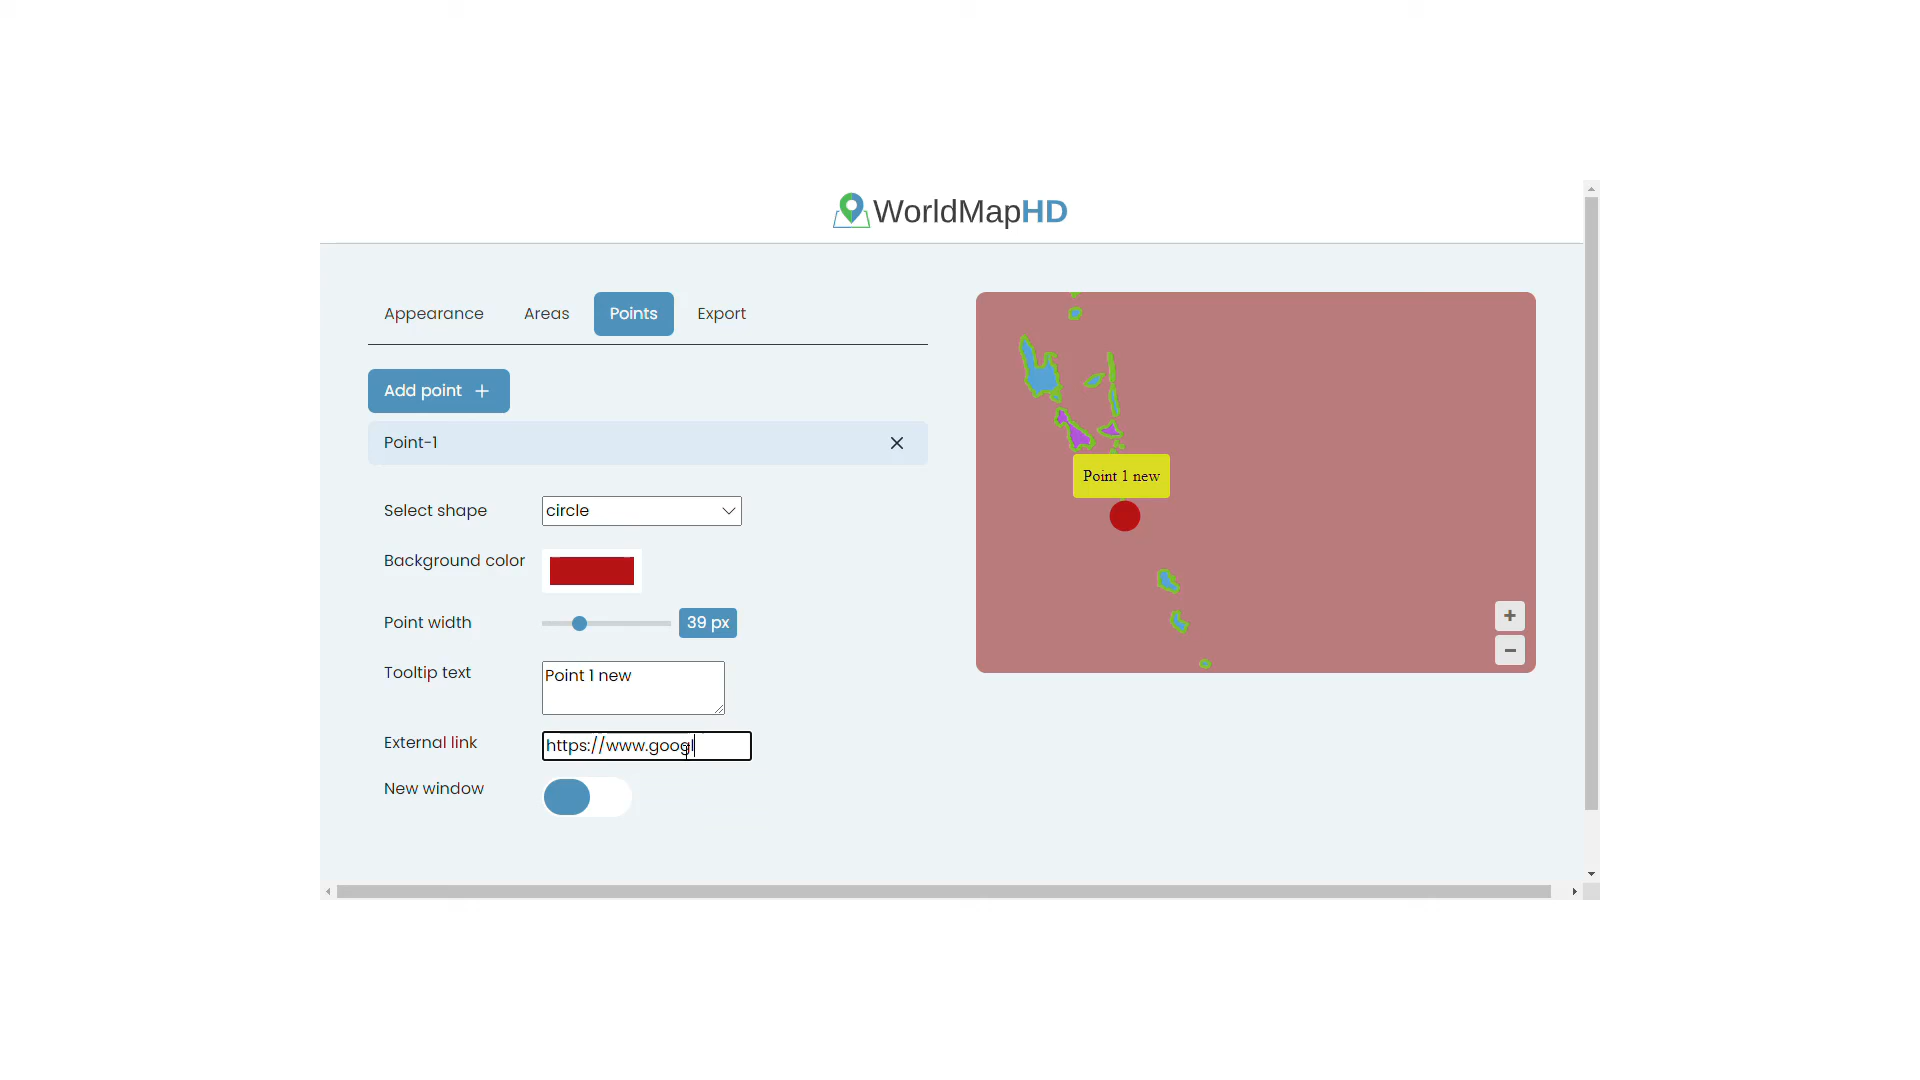 WorldMapHD
Appearance Areas Points Export
Add point +
Point-1
Select shape circle
Background color
Point width 39 px
Tooltip text Point 1 new
External link https://www.googl
New window
Point 1 new